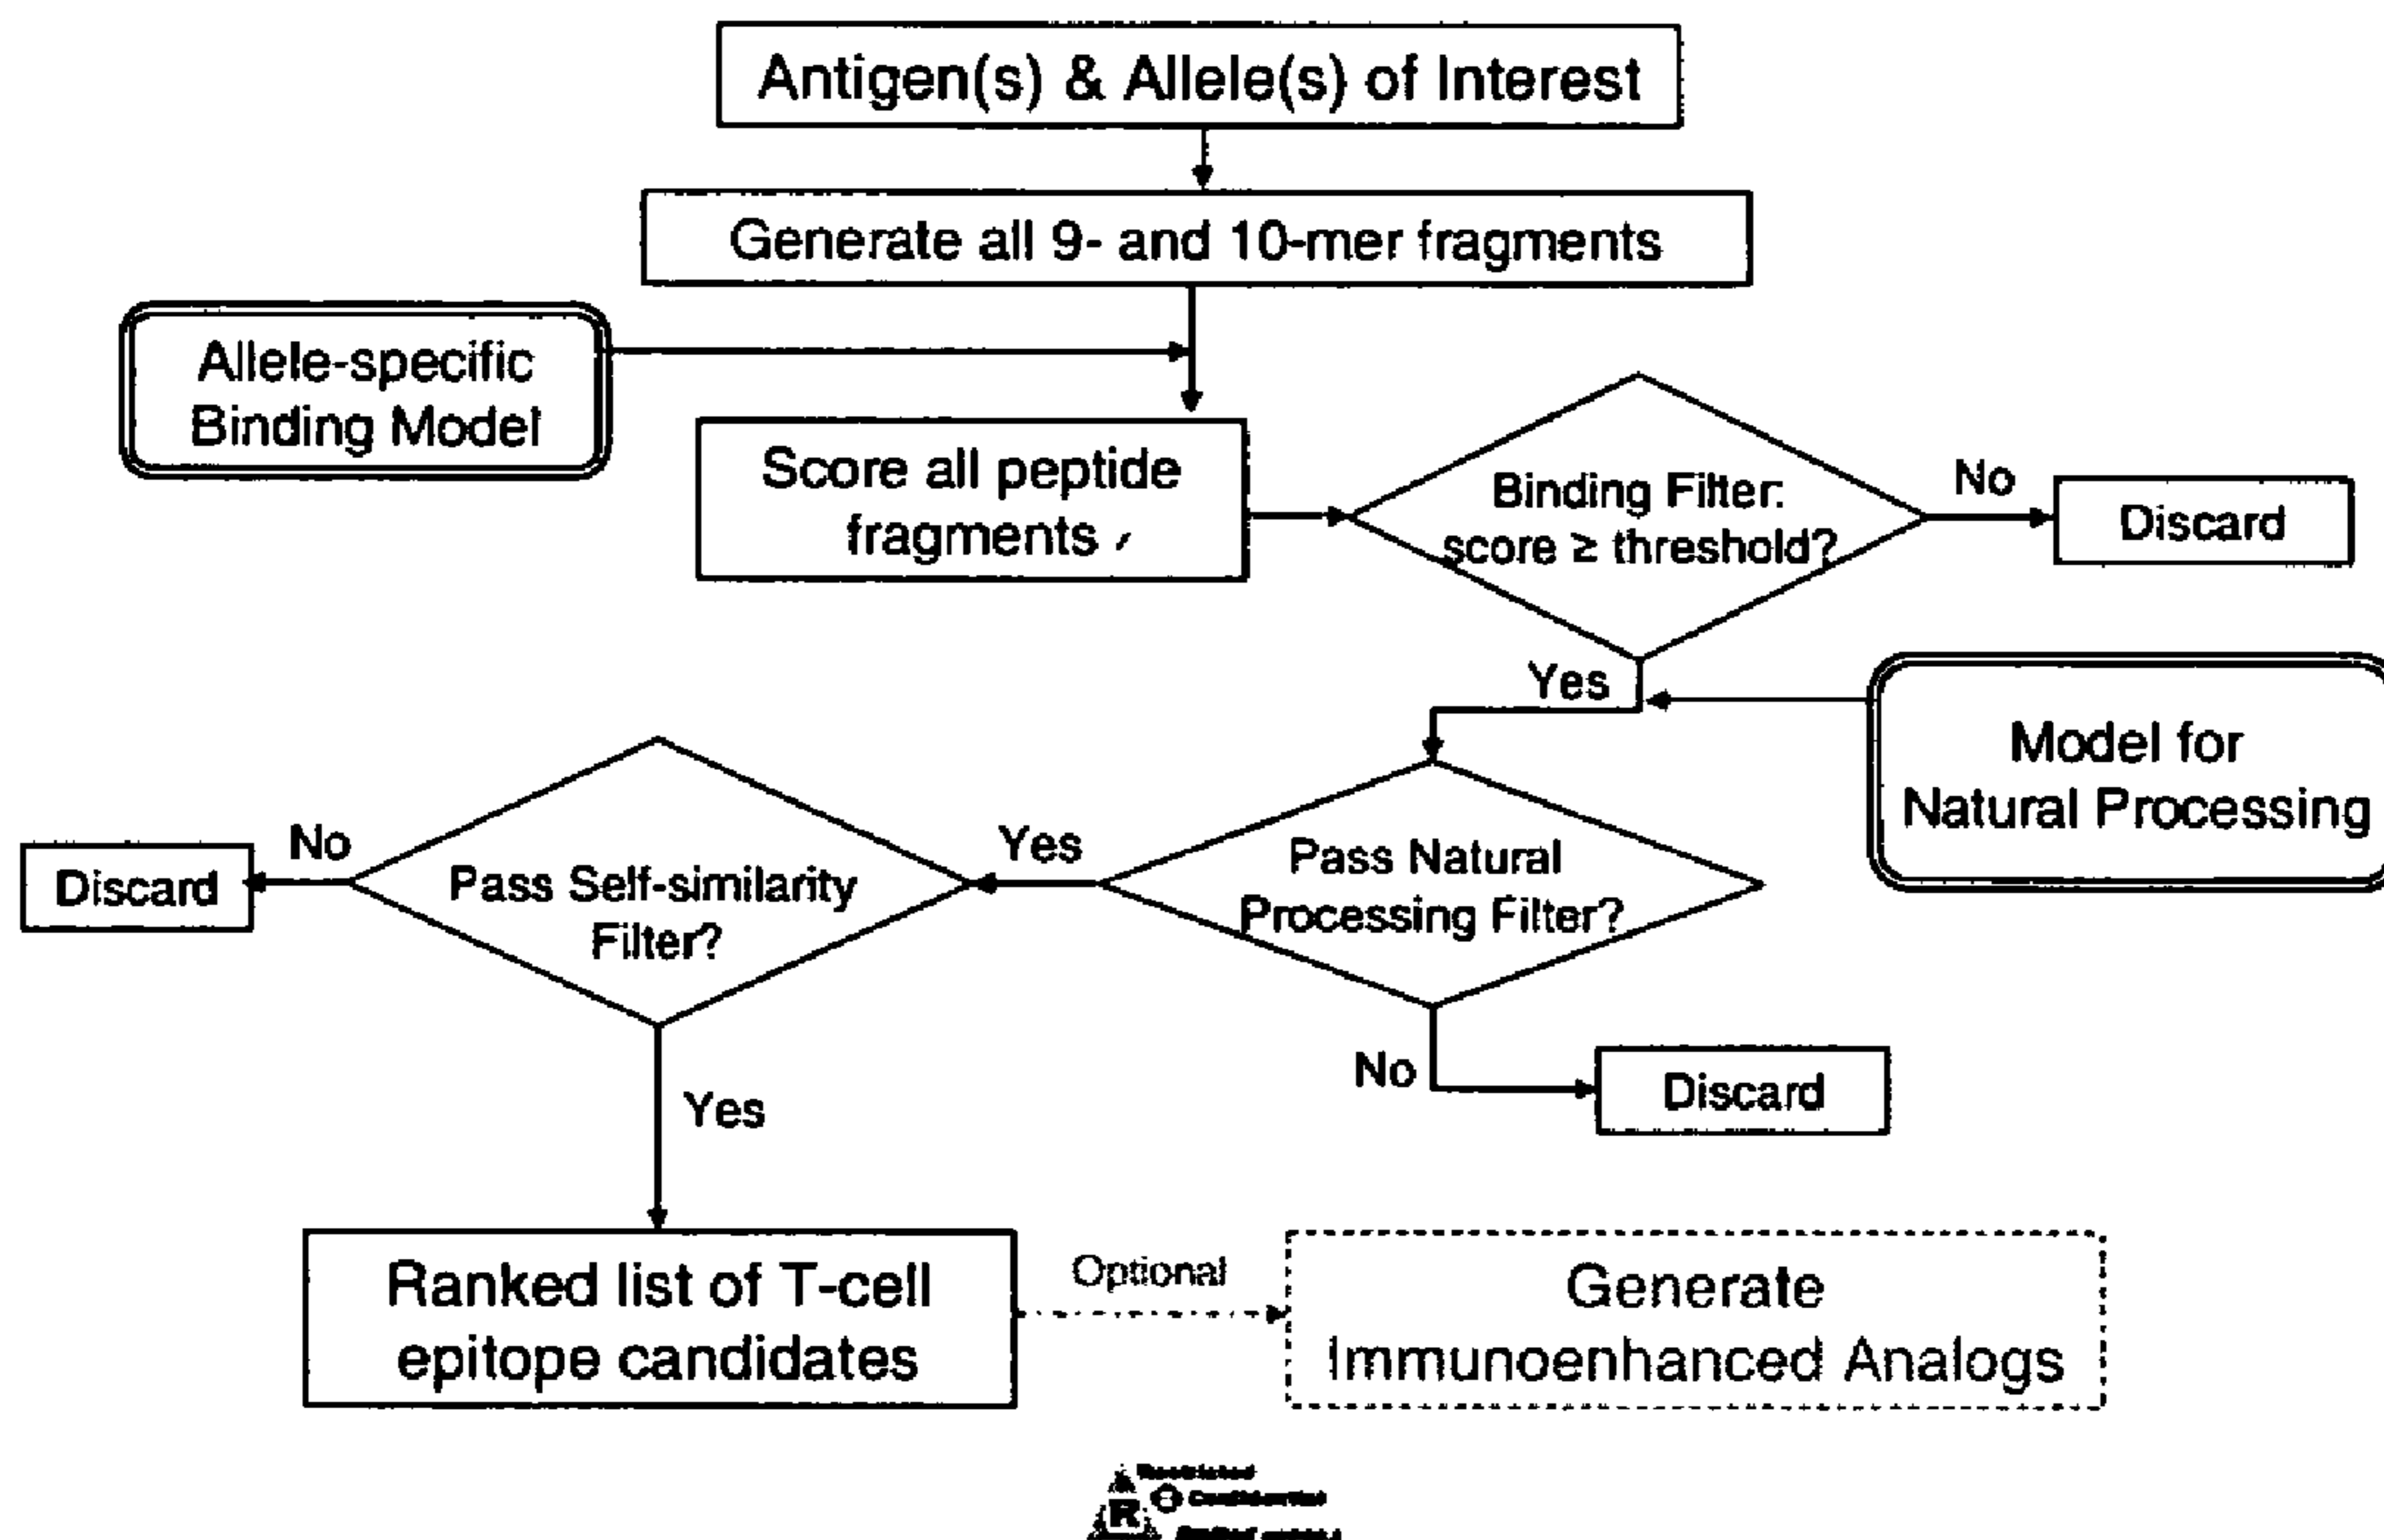 Antigen(s) & Allele(s) of Interest
Generate all 9- and 10-mer fragments
Allele-specific
Binding Model
Score all peptide
fragments
Binding Filter:
score ≥ threshold?
No
Discard
Yes
Model for
Natural Processing
Pass Natural
Processing Filter?
Yes
Pass Self-similarity
Filter?
No
Discard
No
Discard
Yes
Ranked list of T-cell
epitope candidates
Optional
Generate
Immunoenhanced Analogs
R